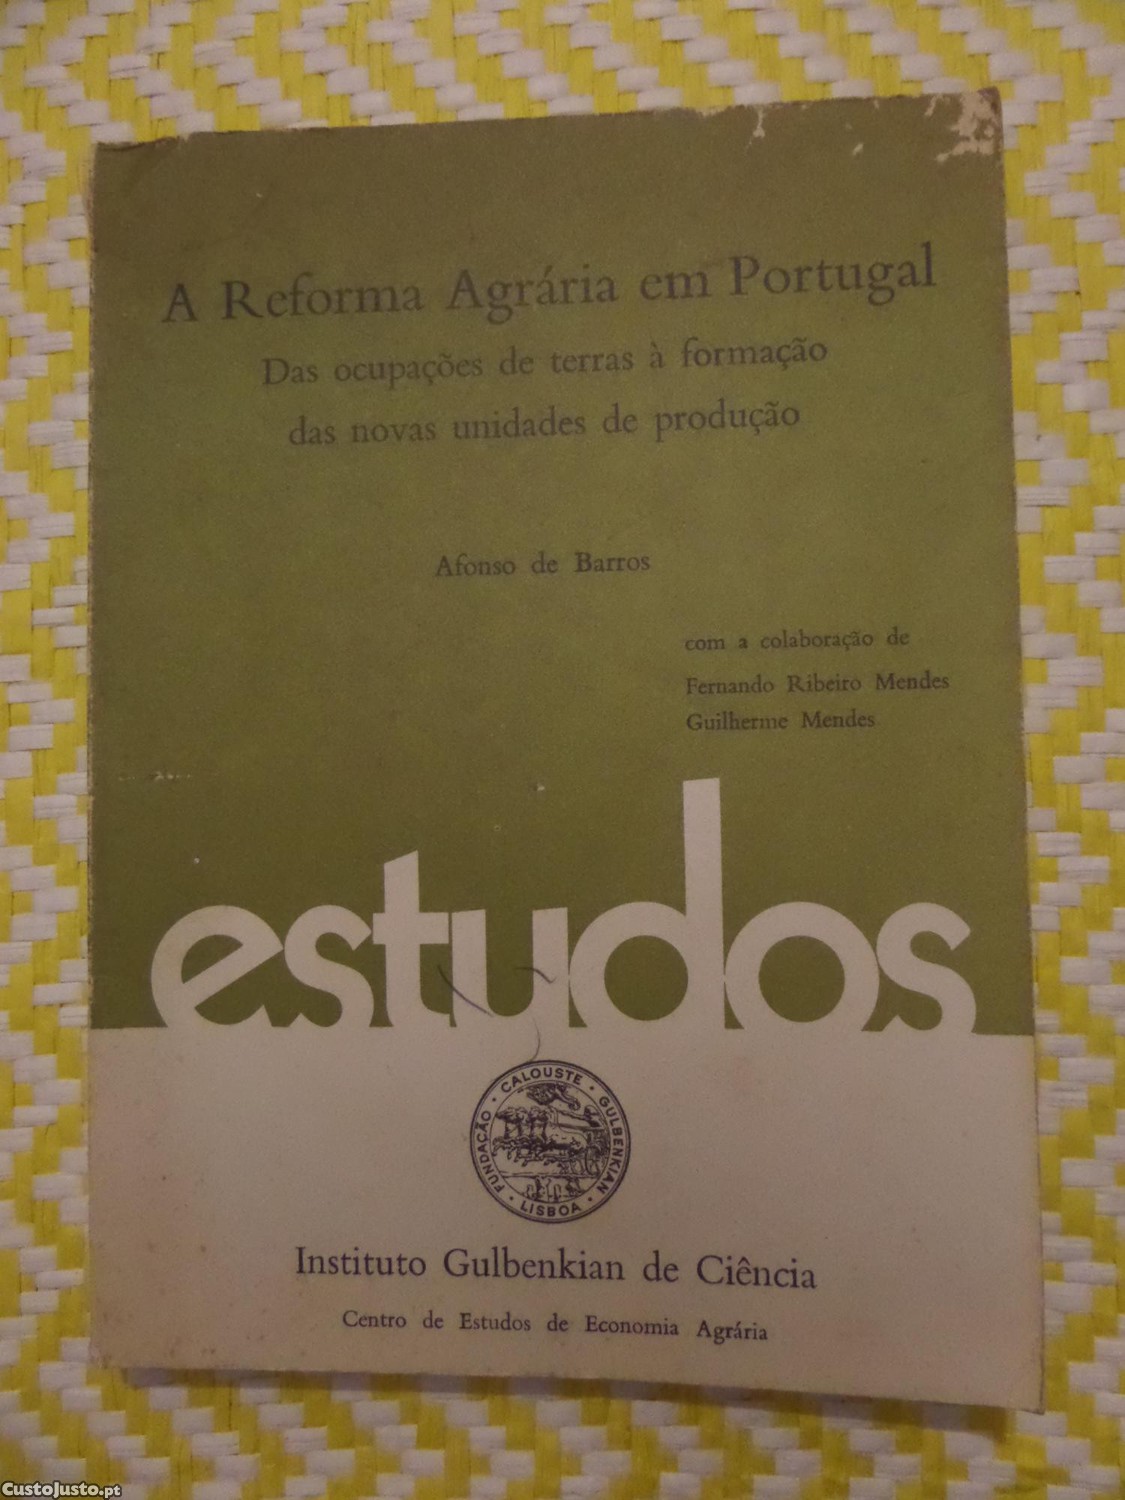 A Reforma Agrária em Portugal
Das ocupações de terras à formação
das novas unidades de produção
Afonso de Barros
com a colaboração de
Fernando Ribeiro Mendes
Guilherme Mendes
estudos
FUNDAÇÃO · CALOUSTE · GULBENKIAN · LISBOA ·
Instituto Gulbenkian de Ciência
Centro de Estudos de Economia Agrária
CustoJusto.pt